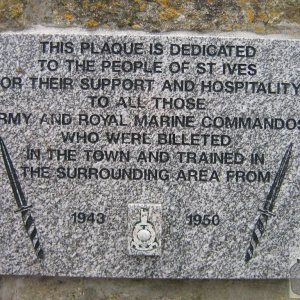 THIS PLAQUE IS DEDICATED
TO THE PEOPLE OF ST IVES
OR THEIR SUPPORT AND HOSPITALITY
TO ALL THOSE
RMY AND ROYAL MARINE COMMANDOS
WHO WERE BILLETED
IN THE TOWN AND TRAINED IN
THE SURROUNDING AREA FROM
1943 1950